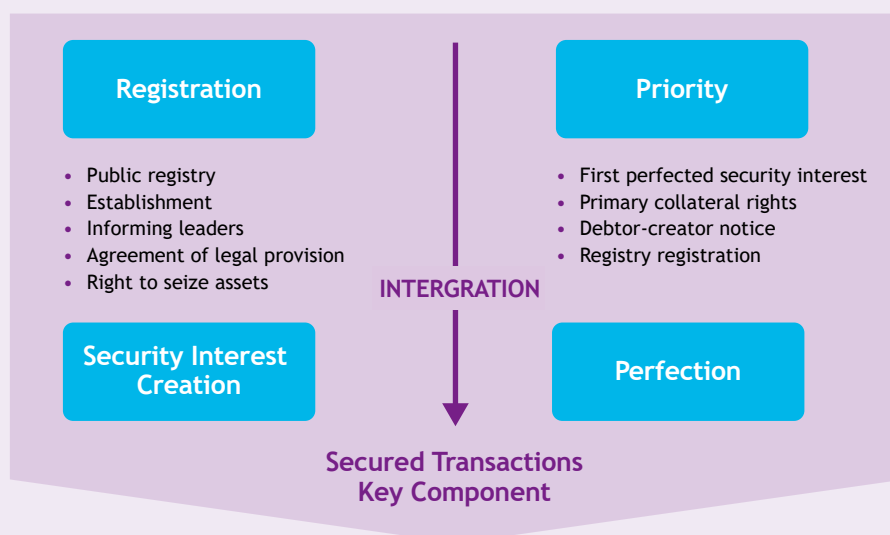 Registration
• Public registry
• Establishment
• Informing leaders
• Agreement of legal provision
• Right to seize assets
Priority
• First perfected security interest
• Primary collateral rights
• Debtor-creator notice
• Registry registration
INTERGRATION
Security Interest
Creation
Perfection
Secured Transactions
Key Component